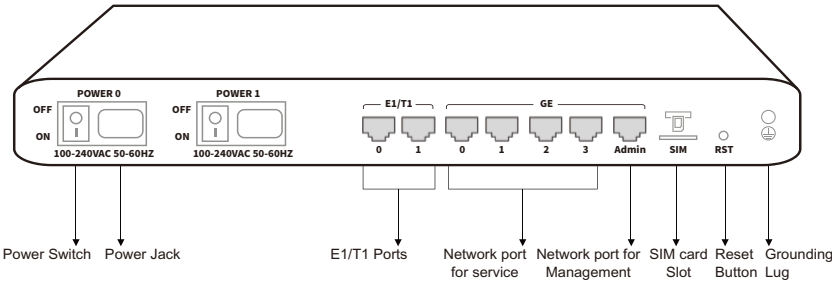 POWER 0
POWER 1
OFF
ON
OFF
ON
100-240VAC 50-60HZ
100-240VAC 50-60HZ
E1/T1
GE
0
1
0
1
2
3
Admin
SIM
RST
Power Switch
Power Jack
E1/T1 Ports
Network port
for service
Network port for
Management
SIM card
Slot
Reset
Button
Grounding
Lug